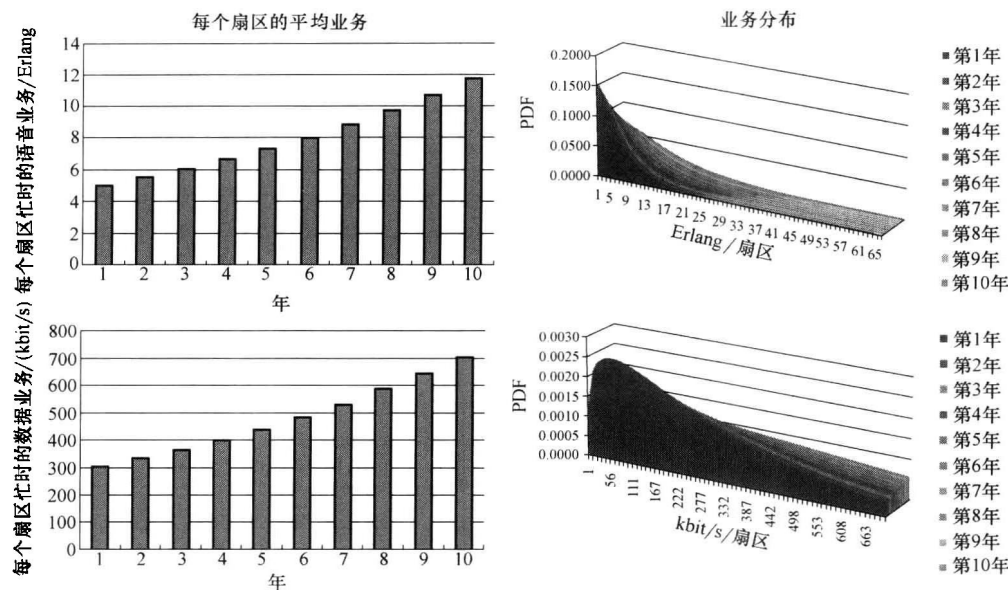 每个扇区的平均业务
每个扇区忙时的语音业务/Erlang
14
12
10
8
6
4
2
0
1 2 3 4 5 6 7 8 9 10
年
业务分布
PDF
0.2000
0.1500
0.1000
0.0500
0.0000
1 5 9 13 17 21 25 29 33 37 41 45 49 53 57 61 65
Erlang/扇区
第1年
第2年
第3年
第4年
第5年
第6年
第7年
第8年
第9年
第10年
每个扇区忙时的数据业务/(kbit/s)
800
700
600
500
400
300
200
100
0
1 2 3 4 5 6 7 8 9 10
年
PDF
0.0030
0.0025
0.0020
0.0015
0.0010
0.0005
0.0000
1 56 111 167 222 277 332 387 442 498 553 608 663
kbit/s/扇区
第1年
第2年
第3年
第4年
第5年
第6年
第7年
第8年
第9年
第10年